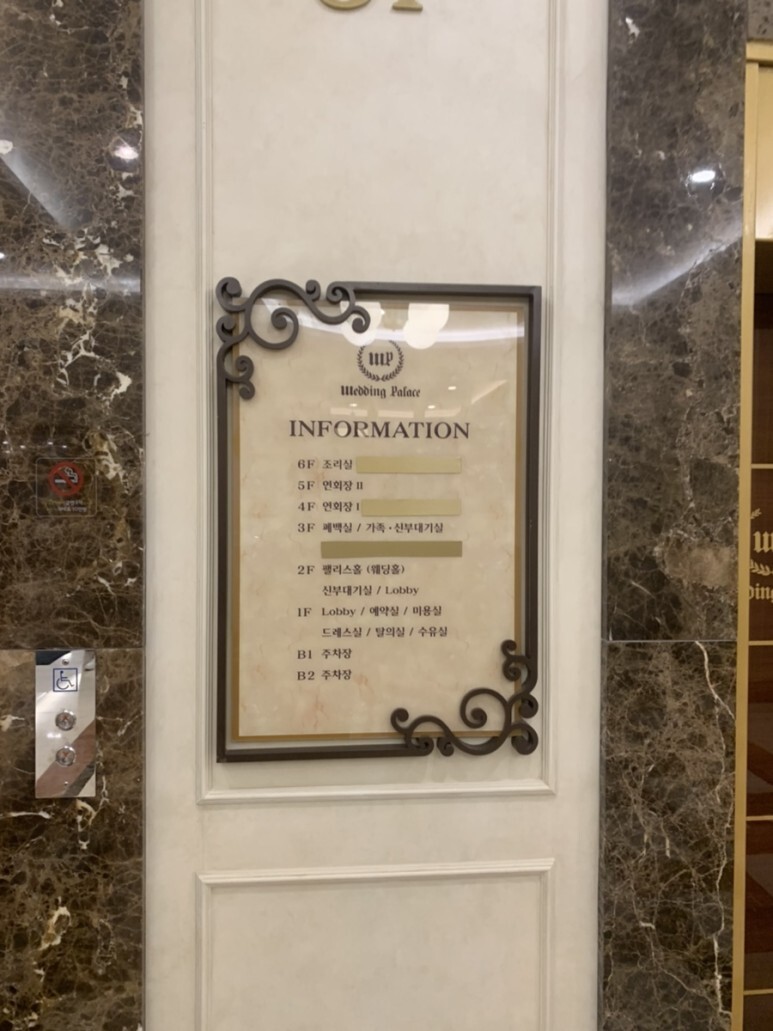 mp
Wedding Palace
INFORMATION
6F 조리실
5F 연회장 II
4F 연회장 I
3F 폐백실 / 가족·신부대기실
2F 팰리스홀 (웨딩홀)
신부대기실 / Lobby
1F Lobby / 예약실 / 미용실
드레스실 / 탈의실 / 수유실
B1 주차장
B2 주차장